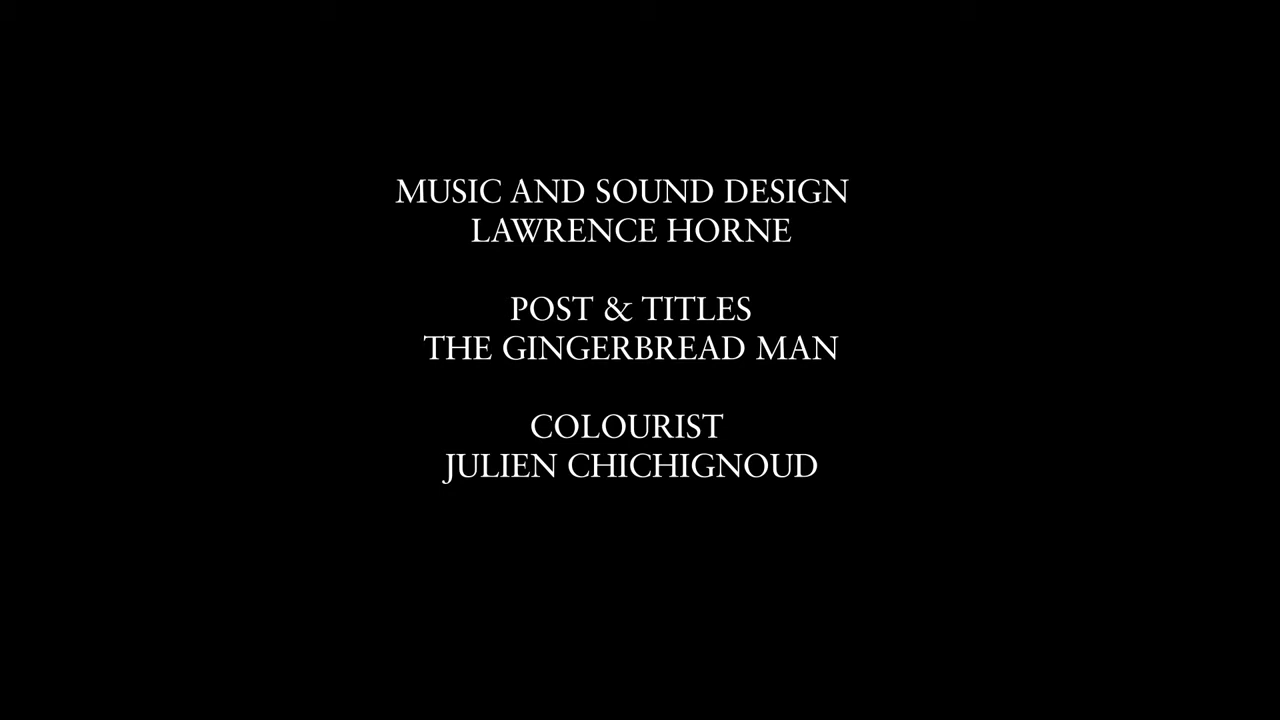 MUSIC AND SOUND DESIGN
LAWRENCE HORNE
POST & TITLES
THE GINGERBREAD MAN
COLOURIST
JULIEN CHICHIGNOUD